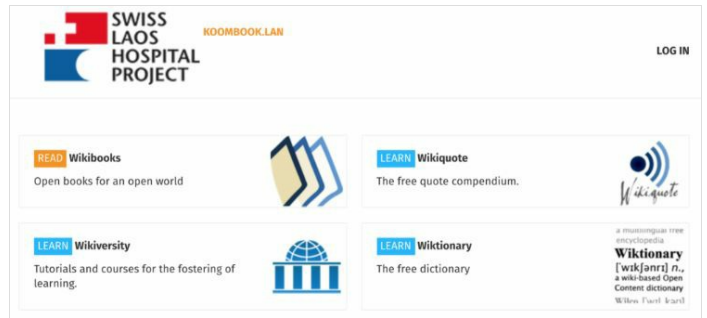 SWISS
LAOS
HOSPITAL
PROJECT
KOOMBOOK.LAN
LOG IN
READ Wikibooks
Open books for an open world
LEARN Wikiquote
The free quote compendium.
Wikiquote
LEARN Wikiversity
Tutorials and courses for the fostering of
learning.
LEARN Wiktionary
The free dictionary
a multilingual free
encyclopedia
Wiktionary
['wɪkʃənrɪ] n.,
a wiki-based Open
Content dictionary